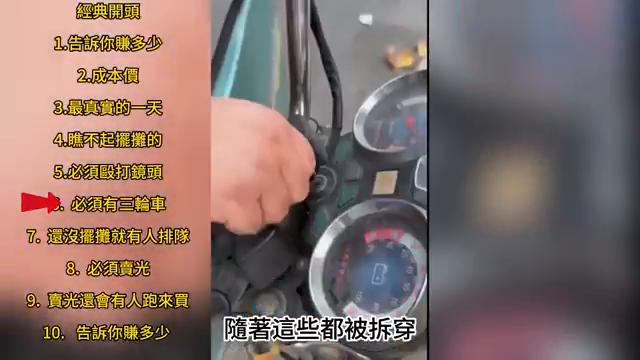 經典開頭
1.告訴你賺多少
2.成本價
3.最真實的一天
4.瞧不起擺攤的
5.必須毆打鏡頭
必須有三輪車
7. 還沒擺攤就有人排隊
8. 必須賣光
9. 賣光還會有人跑來買
10. 告訴你賺多少
隨著這些都被拆穿